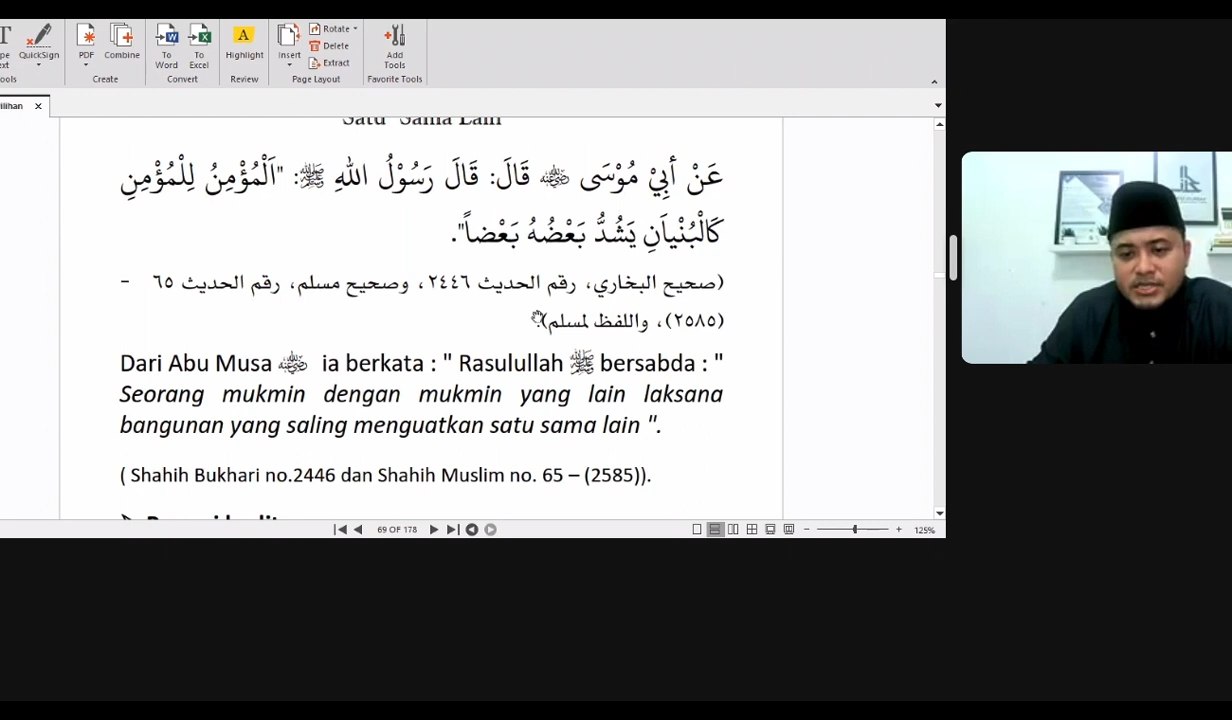 QuickSign
PDF
Combine
To Word
To Excel
Highlight
Insert
Rotate
Delete
Extract
Add Tools
Create
Convert
Review
Page Layout
Favorite Tools
Satu Sama Lain
عَنْ أَبِيْ مُوْسَى ﷺ قَالَ: قَالَ رَسُوْلُ اللهِ ﷺ: "اَلْمُؤْمِنُ لِلْمُؤْمِنِ
كَالْبُنْيَانِ يَشُدُّ بَعْضُهُ بَعْضاً".
(صحيح البخاري، رقم الحديث ٢٤٤٦، وصحيح مسلم، رقم الحديث ٦٥ -
(٢٥٨٥)، واللفظ لمسلم)
Dari Abu Musa ia berkata : " Rasulullah ﷺ bersabda : "
Seorang mukmin dengan mukmin yang lain laksana
bangunan yang saling menguatkan satu sama lain ".
( Shahih Bukhari no.2446 dan Shahih Muslim no. 65 – (2585)).
69 OF 178
125%